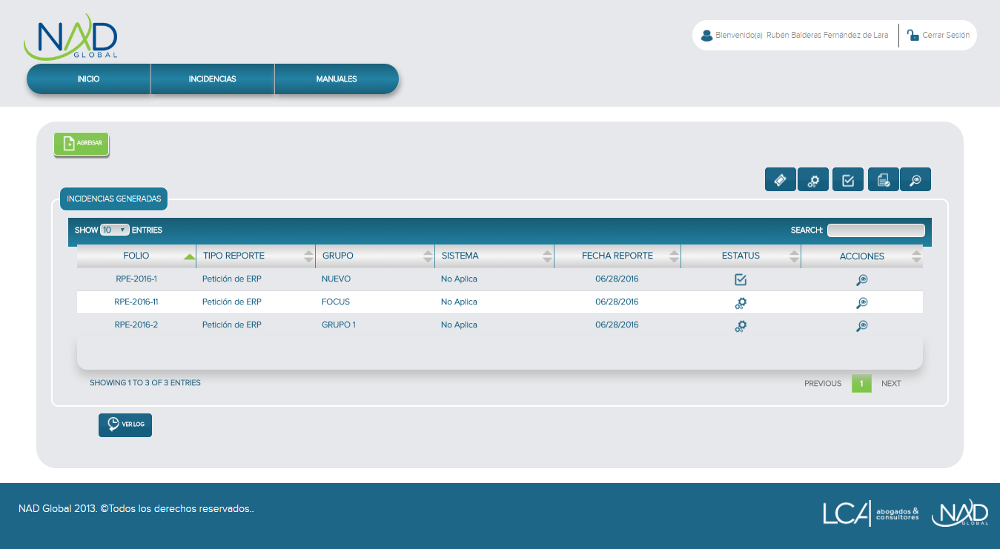 NAD
GLOBAL
Bienvenido(a) Rubén Balderas Fernández de Lara
Cerrar Sesión
INICIO INCIDENCIAS MANUALES
AGREGAR
INCIDENCIAS GENERADAS
SHOW 10 ENTRIES SEARCH:
FOLIO TIPO REPORTE GRUPO SISTEMA FECHA REPORTE ESTATUS ACCIONES
RPE-2016-1 Petición de ERP NUEVO No Aplica 06/28/2016
RPE-2016-11 Petición de ERP FOCUS No Aplica 06/28/2016
RPE-2016-2 Petición de ERP GRUPO 1 No Aplica 06/28/2016
SHOWING 1 TO 3 OF 3 ENTRIES PREVIOUS 1 NEXT
VER LOG
NAD Global 2013. ©Todos los derechos reservados..
LCA abogados &
consultores
NAD
GLOBAL